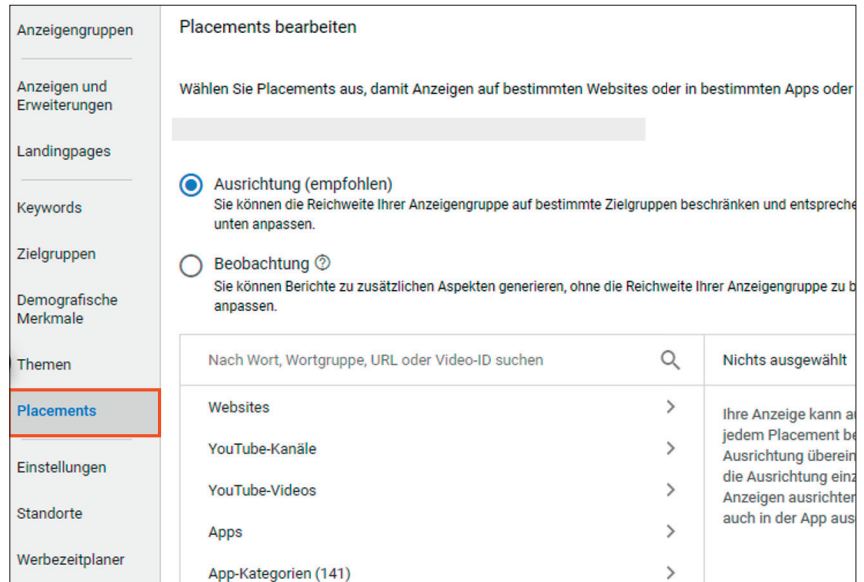 Anzeigengruppen
Anzeigen und
Erweiterungen
Landingpages
Keywords
Zielgruppen
Demografische
Merkmale
Themen
Placements
Einstellungen
Standorte
Werbezeitplaner
Placements bearbeiten
Wählen Sie Placements aus, damit Anzeigen auf bestimmten Websites oder in bestimmten Apps oder
Ausrichtung (empfohlen)
Sie können die Reichweite Ihrer Anzeigengruppe auf bestimmte Zielgruppen beschränken und entspreche
unten anpassen.
Beobachtung
Sie können Berichte zu zusätzlichen Aspekten generieren, ohne die Reichweite Ihrer Anzeigengruppe zu b
anpassen.
Nach Wort, Wortgruppe, URL oder Video-ID suchen
Websites
YouTube-Kanäle
YouTube-Videos
Apps
App-Kategorien (141)
Nichts ausgewählt
Ihre Anzeige kann au
jedem Placement be
Ausrichtung überein
die Ausrichtung einz
Anzeigen ausrichten
auch in der App aus